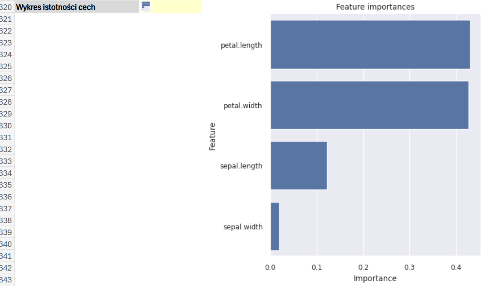 320 Wykres istotności cech
321
322
323
324
325
326
327
328
329
330
331
332
333
334
335
336
337
338
339
340
341
342
343
Feature importances
petal.length
petal.width
sepal.length
sepal.width
Feature
0.0 0.1 0.2 0.3 0.4
Importance